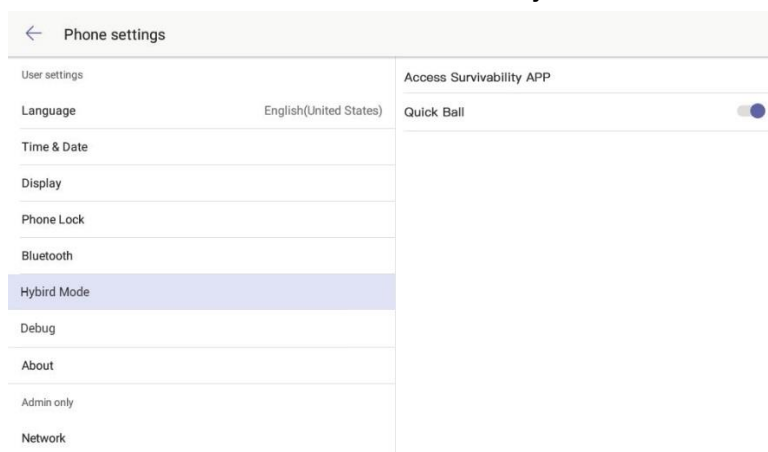 Phone settings
User settings
Language English(United States)
Time & Date
Display
Phone Lock
Bluetooth
Hybird Mode
Debug
About
Admin only
Network
Access Survivability APP
Quick Ball